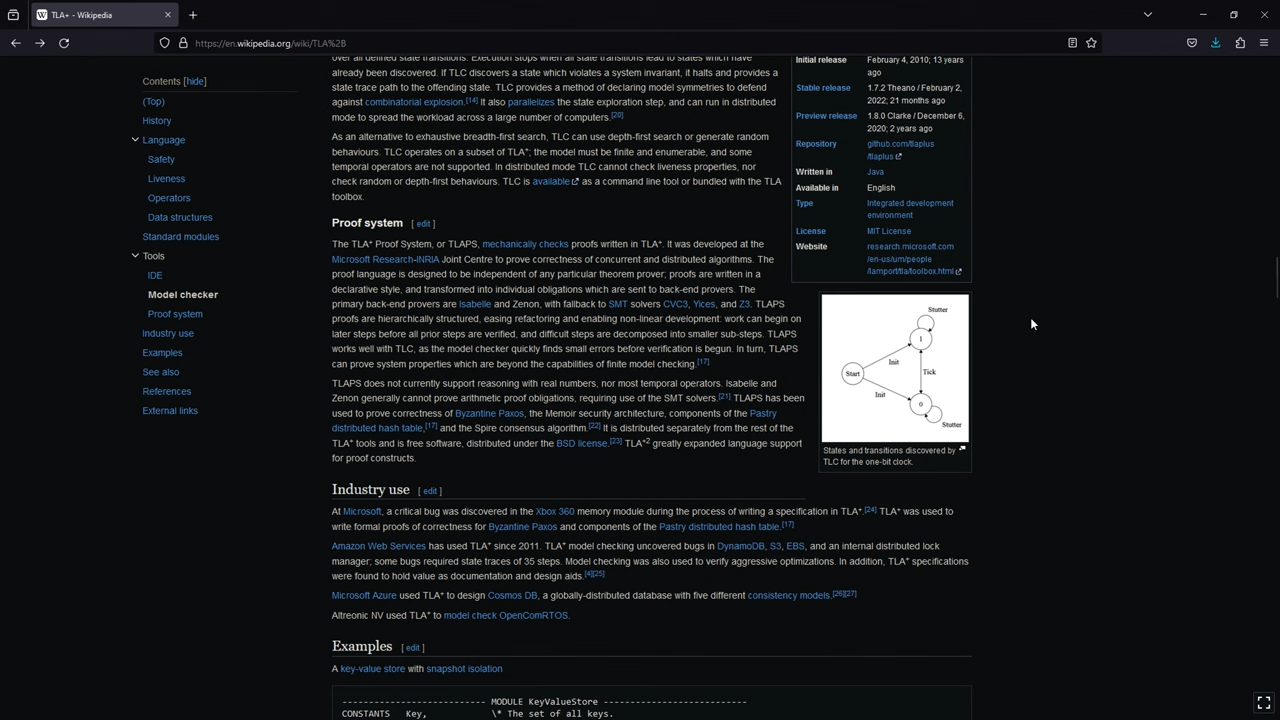 TLA+ - Wikipedia
https://en.wikipedia.org/wiki/TLA%2B
Contents [hide]
(Top)
History
Language
Safety
Liveness
Operators
Data structures
Standard modules
Tools
IDE
Model checker
Proof system
Industry use
Examples
See also
References
External links
over all defined state transitions. Execution stops when all state transitions lead to states which have
already been discovered. If TLC discovers a state which violates a system invariant, it halts and provides a
state trace path to the offending state. TLC provides a method of declaring model symmetries to defend
against combinatorial explosion.[14] It also parallelizes the state exploration step, and can run in distributed
mode to spread the workload across a large number of computers.[20]
As an alternative to exhaustive breadth-first search, TLC can use depth-first search or generate random
behaviours. TLC operates on a subset of TLA+; the model must be finite and enumerable, and some
temporal operators are not supported. In distributed mode TLC cannot check liveness properties, nor
check random or depth-first behaviours. TLC is available as a command line tool or bundled with the TLA
toolbox.
Proof system [ edit ]
The TLA+ Proof System, or TLAPS, mechanically checks proofs written in TLA+. It was developed at the
Microsoft Research-INRIA Joint Centre to prove correctness of concurrent and distributed algorithms. The
proof language is designed to be independent of any particular theorem prover; proofs are written in a
declarative style, and transformed into individual obligations which are sent to back-end provers. The
primary back-end provers are Isabelle and Zenon, with fallback to SMT solvers CVC3, Yices, and Z3. TLAPS
proofs are hierarchically structured, easing refactoring and enabling non-linear development: work can begin on
later steps before all prior steps are verified, and difficult steps are decomposed into smaller sub-steps. TLAPS
works well with TLC, as the model checker quickly finds small errors before verification is begun. In turn, TLAPS
can prove system properties which are beyond the capabilities of finite model checking.[17]
TLAPS does not currently support reasoning with real numbers, nor most temporal operators. Isabelle and
Zenon generally cannot prove arithmetic proof obligations, requiring use of the SMT solvers.[21] TLAPS has been
used to prove correctness of Byzantine Paxos, the Memoir security architecture, components of the Pastry
distributed hash table,[17] and the Spire consensus algorithm.[22] It is distributed separately from the rest of the
TLA+ tools and is free software, distributed under the BSD license.[23] TLA+2 greatly expanded language support
for proof constructs.
Industry use [ edit ]
At Microsoft, a critical bug was discovered in the Xbox 360 memory module during the process of writing a specification in TLA+.[24] TLA+ was used to
write formal proofs of correctness for Byzantine Paxos and components of the Pastry distributed hash table.[17]
Amazon Web Services has used TLA+ since 2011. TLA+ model checking uncovered bugs in DynamoDB, S3, EBS, and an internal distributed lock
manager; some bugs required state traces of 35 steps. Model checking was also used to verify aggressive optimizations. In addition, TLA+ specifications
were found to hold value as documentation and design aids.[4][25]
Microsoft Azure used TLA+ to design Cosmos DB, a globally-distributed database with five different consistency models.[26][27]
Altreonic NV used TLA+ to model check OpenComRTOS.
Examples [ edit ]
A key-value store with snapshot isolation
--------------------------- MODULE KeyValueStore ---------------------------
CONSTANTS Key, \* The set of all keys.
Initial release February 4, 2010; 13 years
ago
Stable release 1.7.2 Theano / February 2,
2022; 21 months ago
Preview release 1.8.0 Clarke / December 6,
2020; 2 years ago
Repository github.com/tlaplus
/tlaplus
Written in Java
Available in English
Type Integrated development
environment
License MIT License
Website research.microsoft.com
/en-us/um/people
/lamport/tla/toolbox.html
Stutter
1
Init
Start
Tick
Init
0
Stutter
States and transitions discovered by
TLC for the one-bit clock.